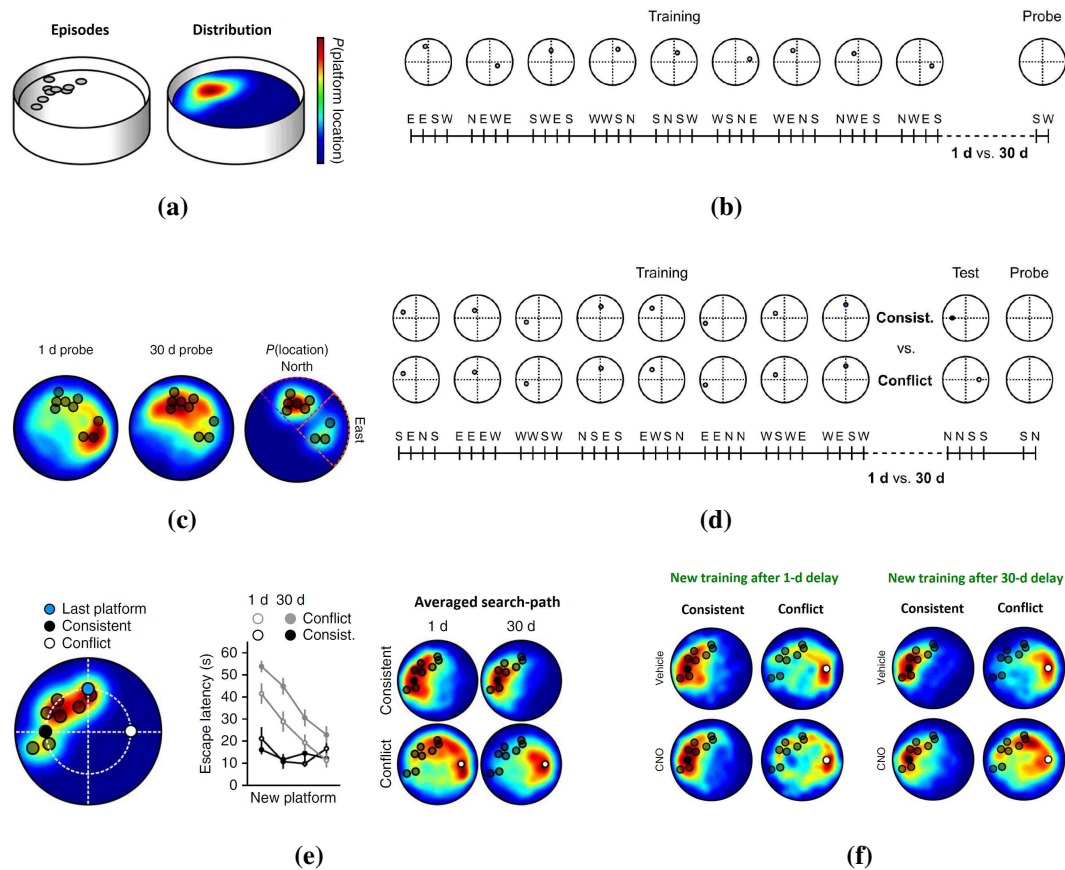 Episodes
Distribution
P(platform location)
(a)
Training
Probe
E E S W N E W E S W E S W W S N S N S W W S N E W E N S N W E S N W E S S W
1 d vs. 30 d
(b)
1 d probe
30 d probe
P(location)
North
East
(c)
Training
Test
Probe
Consist.
vs.
Conflict
S E N S E E E W W W S W N S E S E W S N E E N N W S W E W E S W N N S S S N
1 d vs. 30 d
(d)
Last platform
Consistent
Conflict
1 d 30 d
Conflict
Consist.
Escape latency (s)
60
50
40
30
20
10
0
New platform
Averaged search-path
1 d
30 d
Consistent
Conflict
(e)
New training after 1-d delay
New training after 30-d delay
Consistent
Conflict
Consistent
Conflict
Vehicle
Vehicle
CNO
CNO
(f)